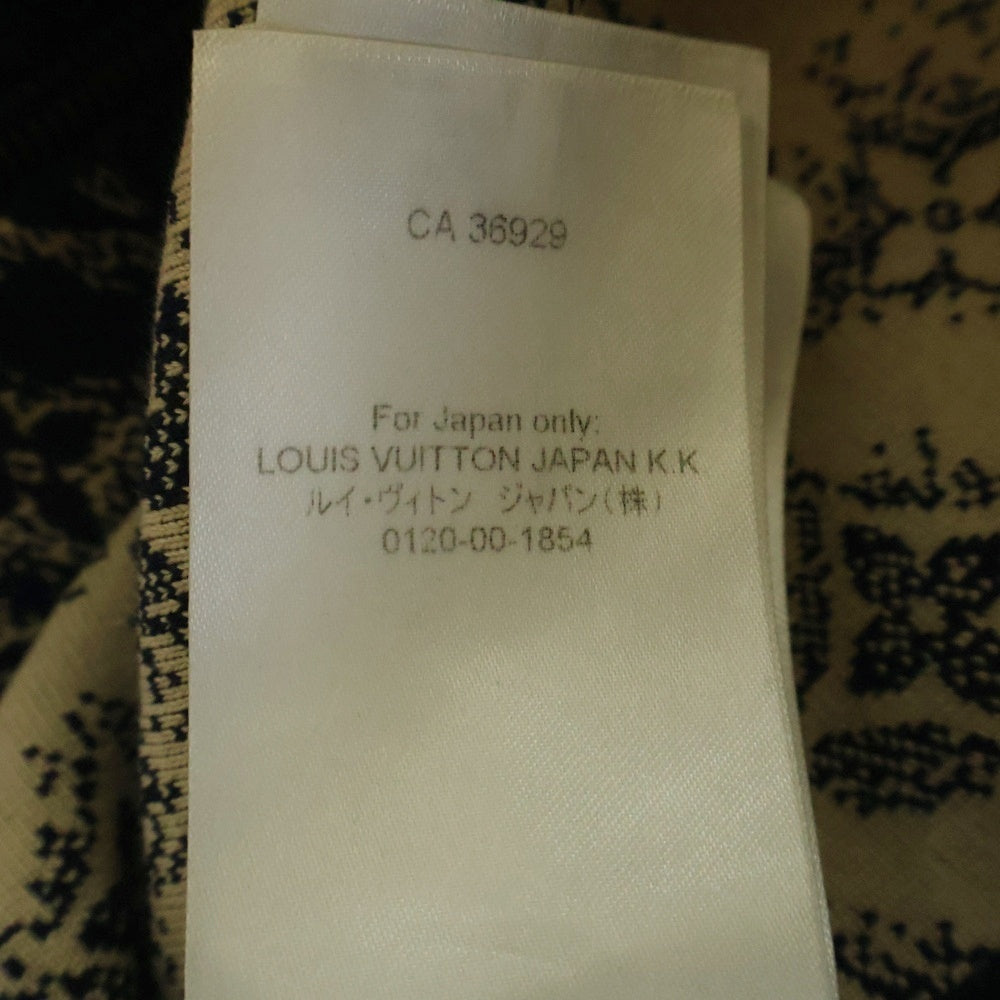 CA 36929
For Japan only:
LOUIS VUITTON JAPAN K.K
ルイ・ヴィトン ジャパン(株)
0120-00-1854